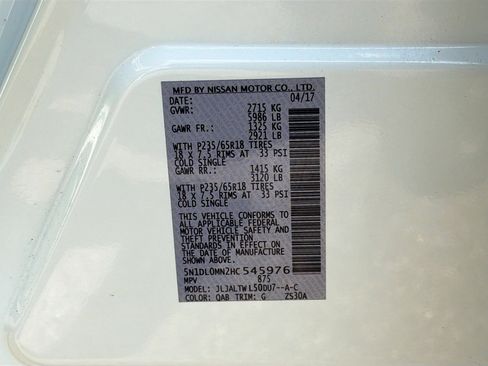 MFD BY NISSAN MOTOR CO., LTD.
DATE: 04/17
GVWR: 2715 KG
5986 LB
GAWR FR.: 1325 KG
2921 LB
WITH P235/65R18 TIRES
18 X 7.5 RIMS AT 33 PSI
COLD SINGLE
GAWR RR.: 1415 KG
3120 LB
WITH P235/65R18 TIRES
18 X 7.5 RIMS AT 33 PSI
COLD SINGLE
THIS VEHICLE CONFORMS TO
ALL APPLICABLE FEDERAL
MOTOR VEHICLE SAFETY AND
THEFT PREVENTION
STANDARDS IN EFFECT ON
THE DATE OF MANUFACTURE
SHOWN ABOVE.
5N1DL0MN2HC545976
MPV 875
MODEL: JLJALTWL50DU7--A-C
COLOR: QAB TRIM: G ZS30A